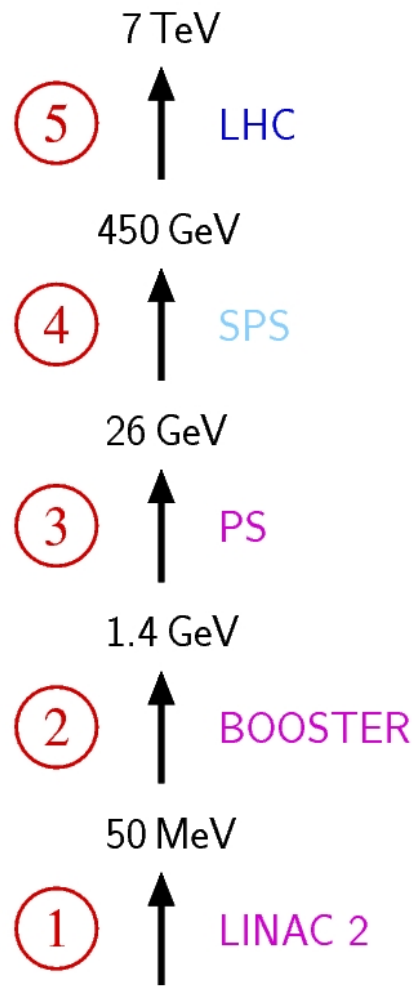 7 TeV
5 LHC
450 GeV
4 SPS
26 GeV
3 PS
1.4 GeV
2 BOOSTER
50 MeV
1 LINAC 2